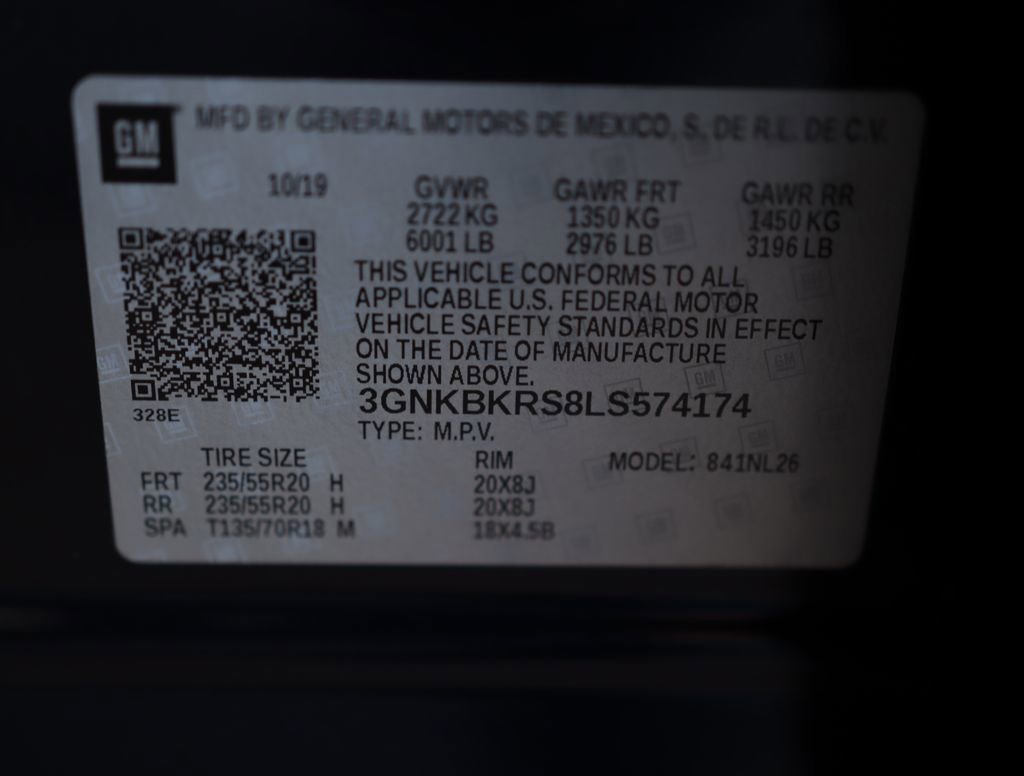 GM MFD BY GENERAL MOTORS DE MEXICO, S, DE R.L. DE C.V.
10/19 GVWR GAWR FRT GAWR RR
2722 KG 1350 KG 1450 KG
6001 LB 2976 LB 3196 LB
THIS VEHICLE CONFORMS TO ALL
APPLICABLE U.S. FEDERAL MOTOR
VEHICLE SAFETY STANDARDS IN EFFECT
ON THE DATE OF MANUFACTURE
SHOWN ABOVE.
3GNKBKRS8LS574174
328E
TYPE: M.P.V.
TIRE SIZE RIM MODEL: 841NL26
FRT 235/55R20 H 20X8J
RR 235/55R20 H 20X8J
SPA T135/70R18 M 18X4.5B